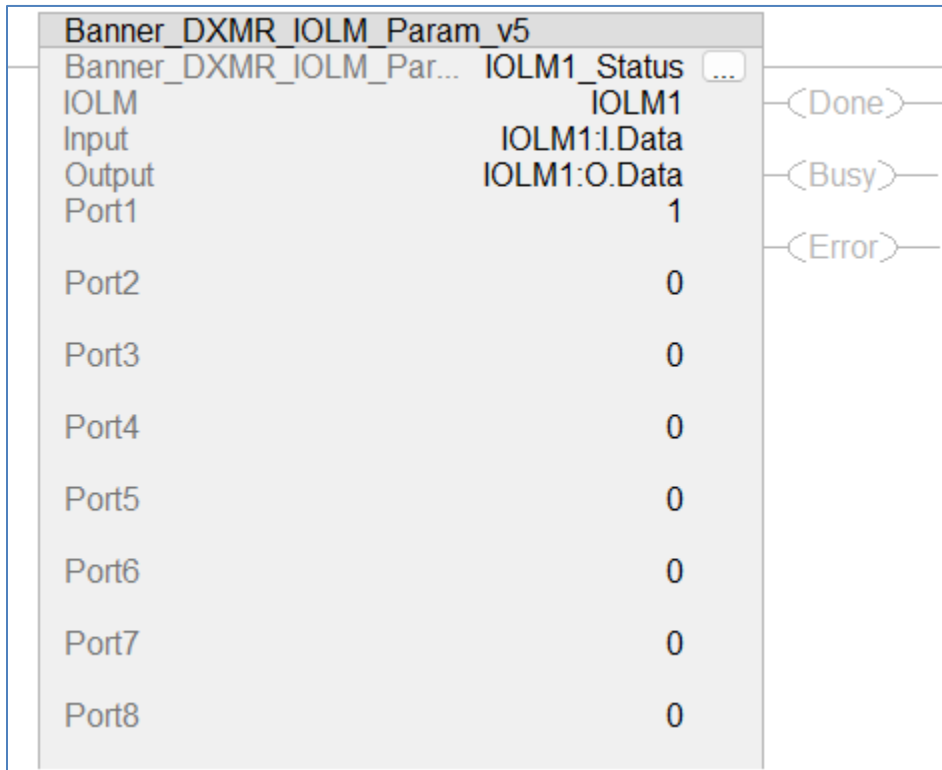 Banner_DXMR_IOLM_Param_v5
Banner_DXMR_IOLM_Par... IOLM1_Status ...
IOLM IOLM1 (Done)
Input IOLM1:I.Data
Output IOLM1:O.Data (Busy)
Port1 1
(Error)
Port2 0
Port3 0
Port4 0
Port5 0
Port6 0
Port7 0
Port8 0